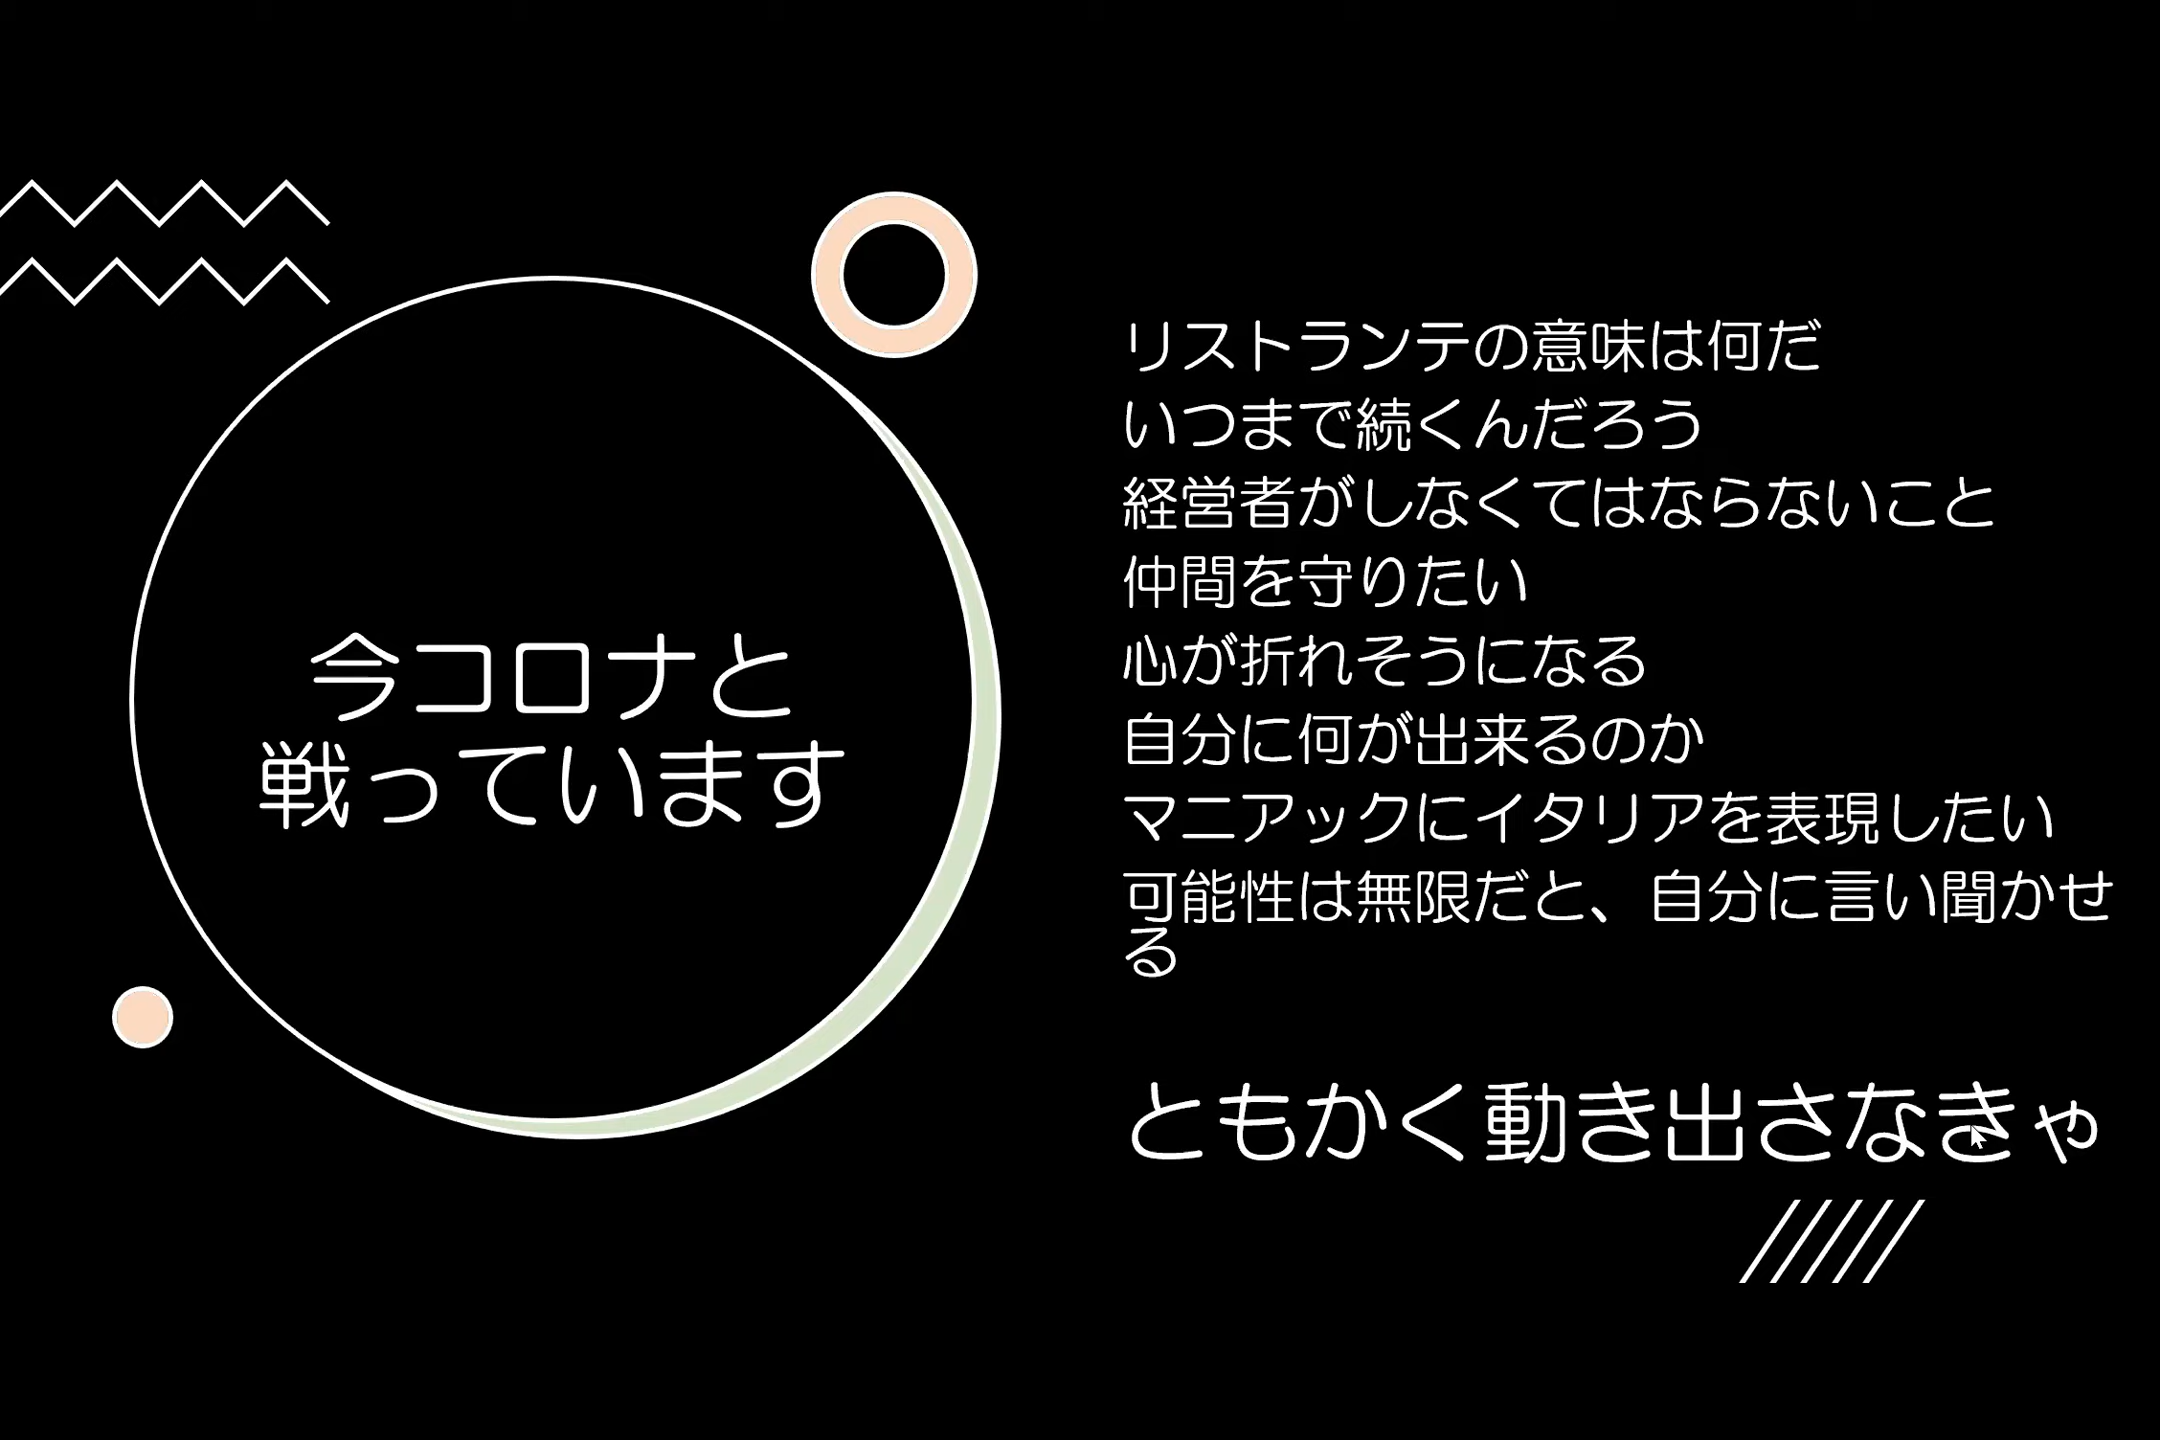 今コロナと
戦っています
リストランテの意味は何だ
いつまで続くんだろう
経営者がしなくてはならないこと
仲間を守りたい
心が折れそうになる
自分に何が出来るのか
マニアックにイタリアを表現したい
可能性は無限だと、自分に言い聞かせ
る
ともかく動き出さなきゃ